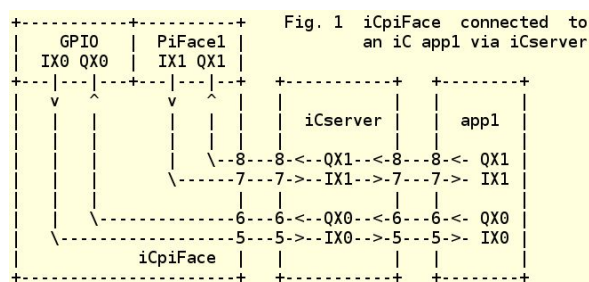 +-----------+----------+    Fig. 1  iCpiFace  connected  to
|    GPIO   |  PiFace1 |            an iC app1 via iCserver
|  IX0 QX0  |  IX1 QX1 |
+---|---|---+---|---|--+   +-----------+   +--------+
|   v   ^       v   ^  |   |           |   |        |
|   |   |       |   |  |   |  iCserver |   |  app1  |
|   |   |       |   |  |   |           |   |        |
|   |   |       |   \--8---8-<--QX1--<-8---8-<- QX1 |
|   |   |       \------7---7->--IX1-->-7---7->- IX1 |
|   |   |              |   |           |   |        |
|   |   \--------------6---6-<--QX0--<-6---6-<- QX0 |
|   \------------------5---5->--IX0-->-5---5->- IX0 |
|            iCpiFace  |   |           |   |        |
+----------------------+   +-----------+   +--------+